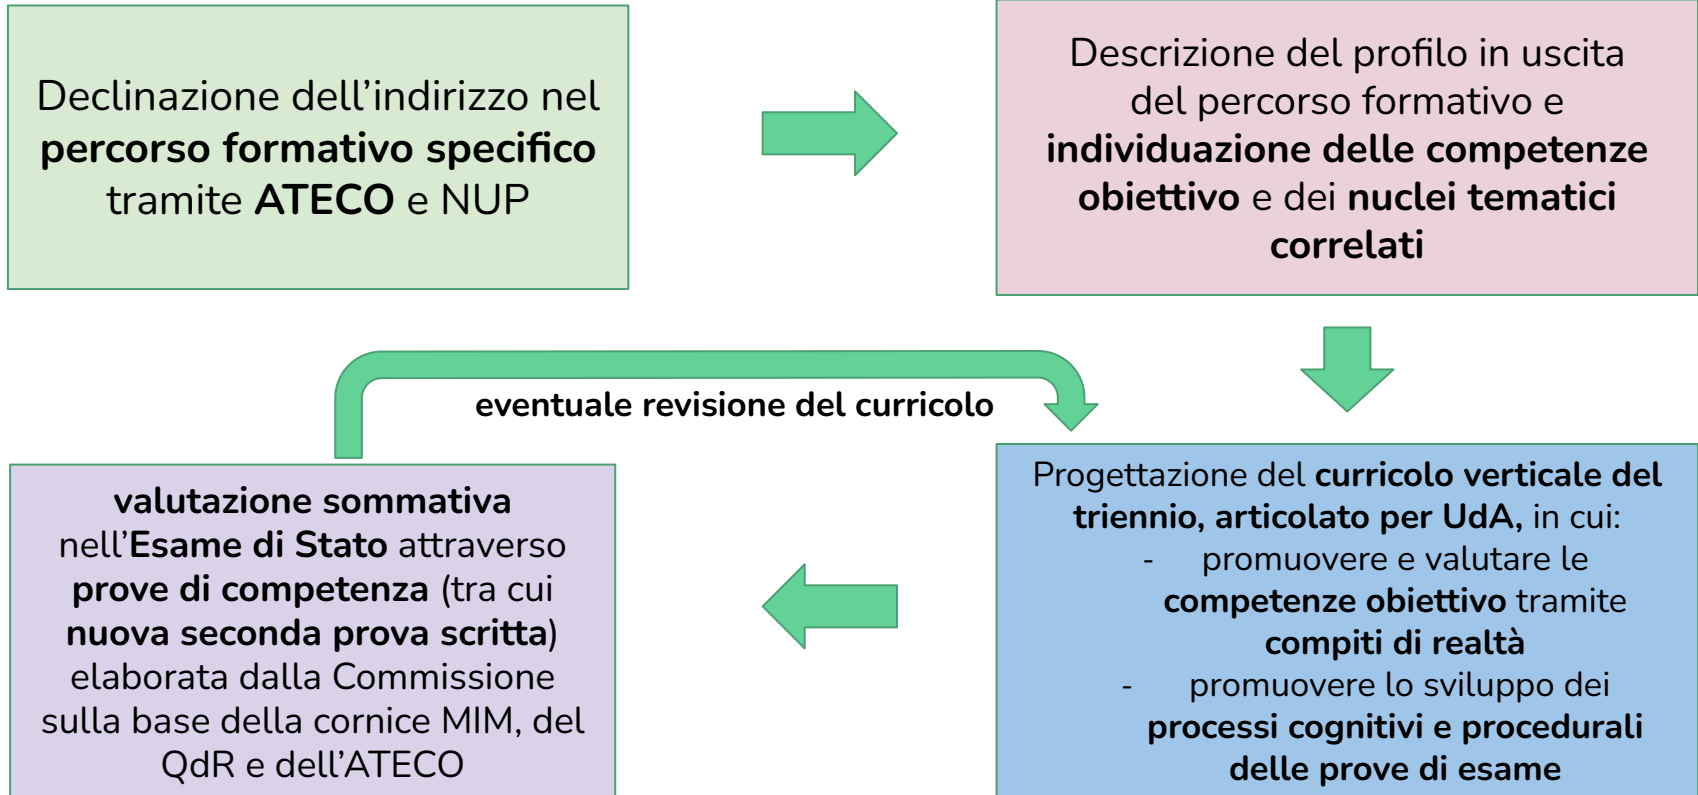 Declinazione dell’indirizzo nel
percorso formativo specifico
tramite ATECO e NUP
Descrizione del profilo in uscita
del percorso formativo e
individuazione delle competenze
obiettivo e dei nuclei tematici
correlati
eventuale revisione del curricolo
valutazione sommativa
nell’Esame di Stato attraverso
prove di competenza (tra cui
nuova seconda prova scritta)
elaborata dalla Commissione
sulla base della cornice MIM, del
QdR e dell’ATECO
Progettazione del curricolo verticale del
triennio, articolato per UdA, in cui:
- promuovere e valutare le
competenze obiettivo tramite
compiti di realtà
- promuovere lo sviluppo dei
processi cognitivi e procedurali
delle prove di esame